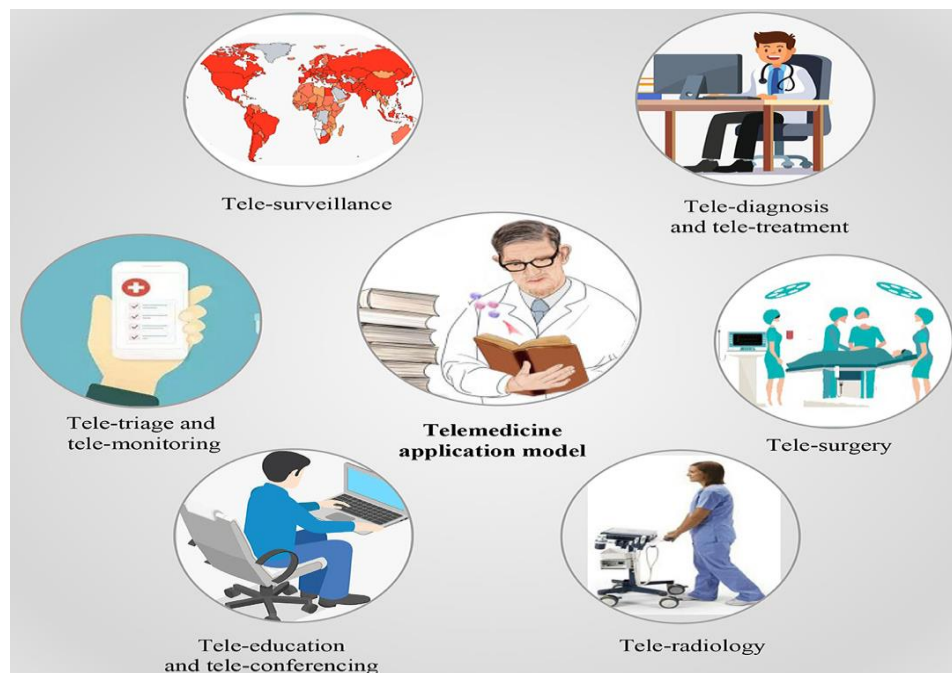 Tele-surveillance
Tele-diagnosis
and tele-treatment
Tele-triage and
tele-monitoring
Telemedicine
application model
Tele-surgery
Tele-education
and tele-conferencing
Tele-radiology